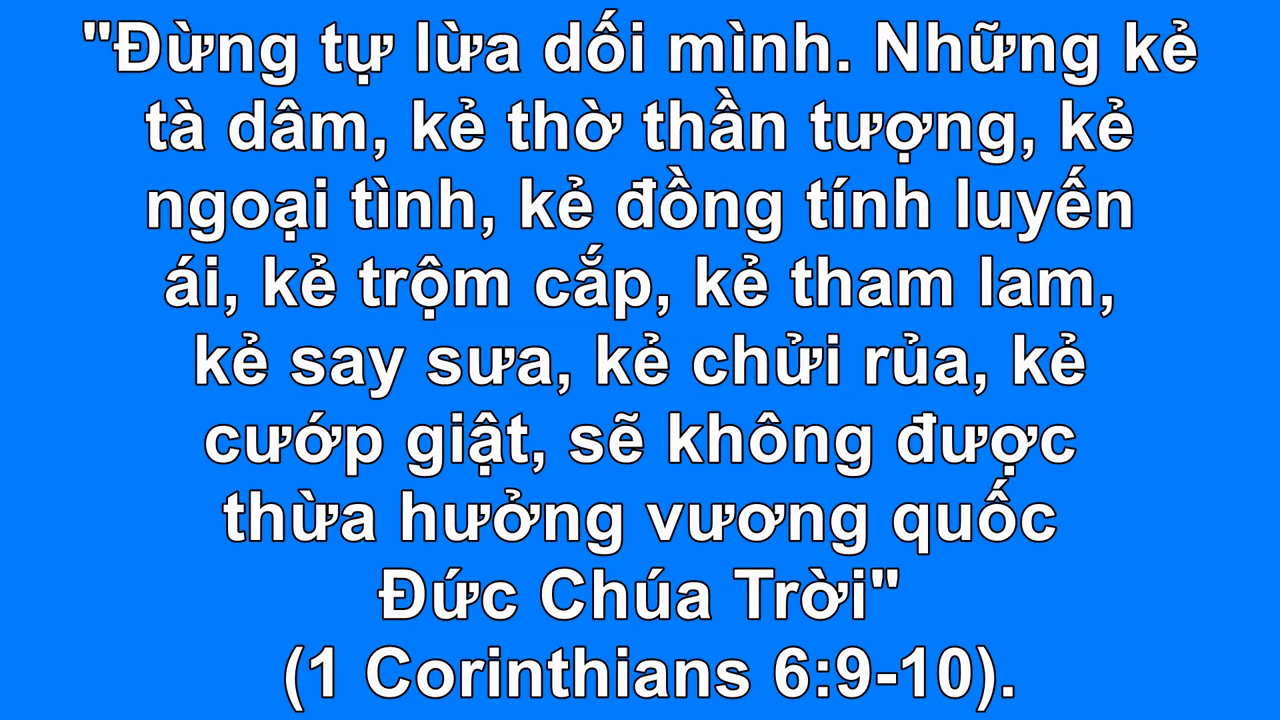 "Đừng tự lừa dối mình. Những kẻ
tà dâm, kẻ thờ thần tượng, kẻ
ngoại tình, kẻ đồng tính luyến
ái, kẻ trộm cắp, kẻ tham lam,
kẻ say sưa, kẻ chửi rủa, kẻ
cướp giật, sẽ không được
thừa hưởng vương quốc
Đức Chúa Trời"
(1 Corinthians 6:9-10).